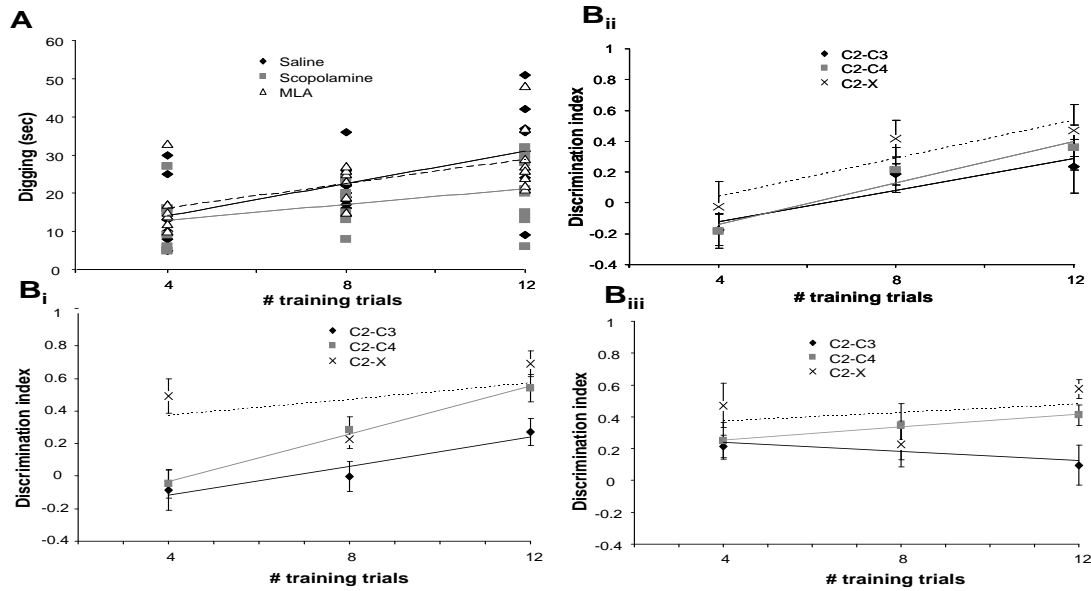 A
Digging (sec)
60
50
40
30
20
10
0
Saline
Scopolamine
MLA
4
8
12
# training trials
Bii
Discrimination index
1
0.8
0.6
0.4
0.2
0
-0.2
-0.4
C2-C3
C2-C4
C2-X
4
8
12
# training trials
Bi
Discrimination index
1
0.8
0.6
0.4
0.2
0
-0.2
-0.4
C2-C3
C2-C4
C2-X
4
8
12
# training trials
Biii
Discrimination index
1
0.8
0.6
0.4
0.2
0
-0.2
-0.4
C2-C3
C2-C4
C2-X
4
8
12
# training trials